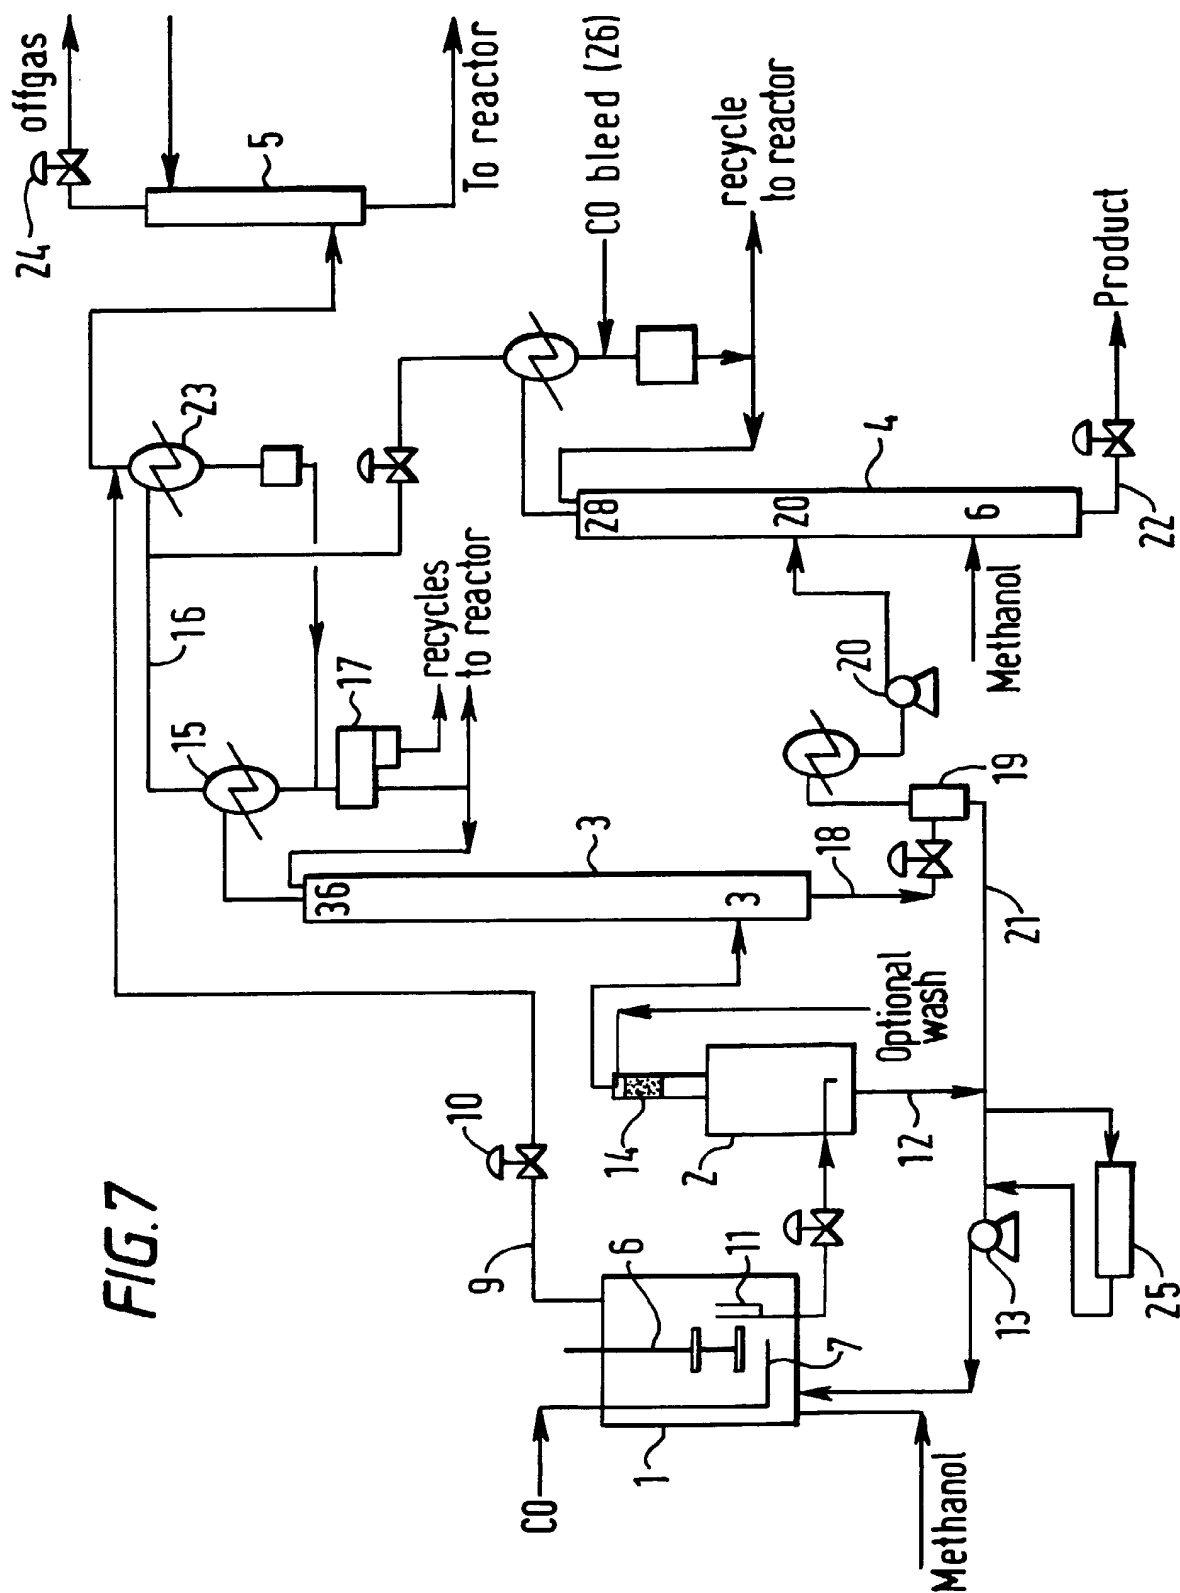 FIG.7
CO
Methanol
1
6
7
11
9
10
2
14
12
13
25
Optional
wash
3
36
3
18
19
21
20
15
16
17
recycles
to reactor
23
24
offgas
5
To reactor
CO bleed (26)
recycle
to reactor
28
20
6
4
Methanol
22
Product